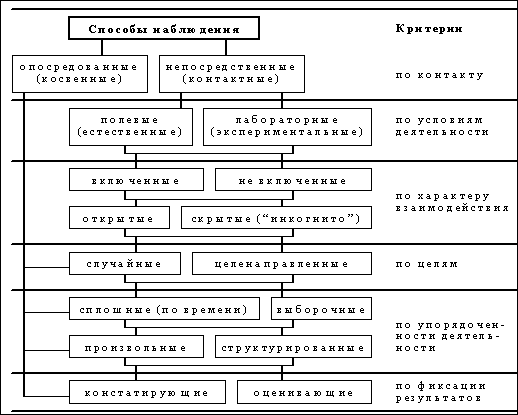 Способы наблюдения Критерии
опосредованные непосредственные
(косвенные) (контактные) по контакту
полевые лабораторные по условиям
(естественные) (экспериментальные) деятельности
включенные не включенные
по характеру
взаимодействия
открытые скрытые (“инкогнито”)
случайные целенаправленные по целям
сплошные (по времени) выборочные
по упорядочен-
ности деятель-
ности
произвольные структурированные
констатирующие оценивающие по фиксации
результатов